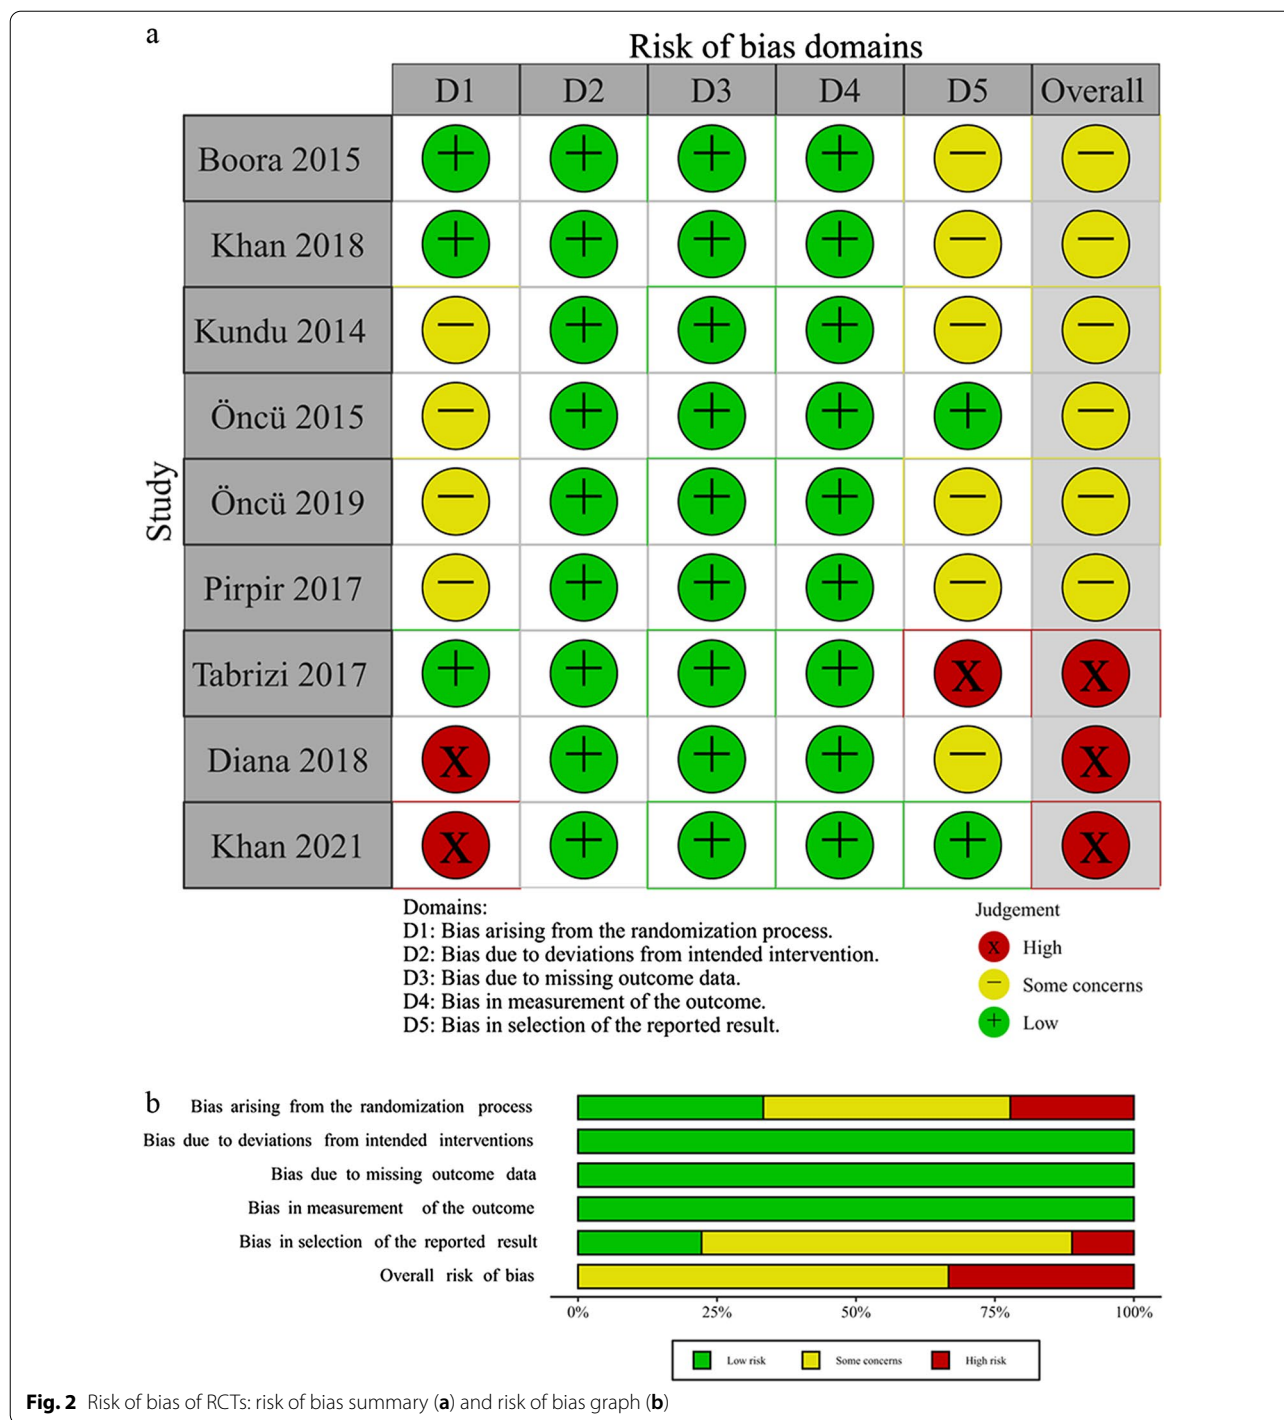 a
Risk of bias domains
D1 D2 D3 D4 D5 Overall
Study
Boora 2015 + + + + − −
Khan 2018 + + + + − −
Kundu 2014 − + + + − −
Öncü 2015 − + + + + −
Öncü 2019 − + + + − −
Pirpir 2017 − + + + − −
Tabrizi 2017 + + + + X X
Diana 2018 X + + + − X
Khan 2021 X + + + + X
Domains:
D1: Bias arising from the randomization process.
D2: Bias due to deviations from intended intervention.
D3: Bias due to missing outcome data.
D4: Bias in measurement of the outcome.
D5: Bias in selection of the reported result.
Judgement
X High
− Some concerns
+ Low
b
Bias arising from the randomization process
Bias due to deviations from intended interventions
Bias due to missing outcome data
Bias in measurement of the outcome
Bias in selection of the reported result
Overall risk of bias
0% 25% 50% 75% 100%
Low risk Some concerns High risk
Fig. 2 Risk of bias of RCTs: risk of bias summary (a) and risk of bias graph (b)